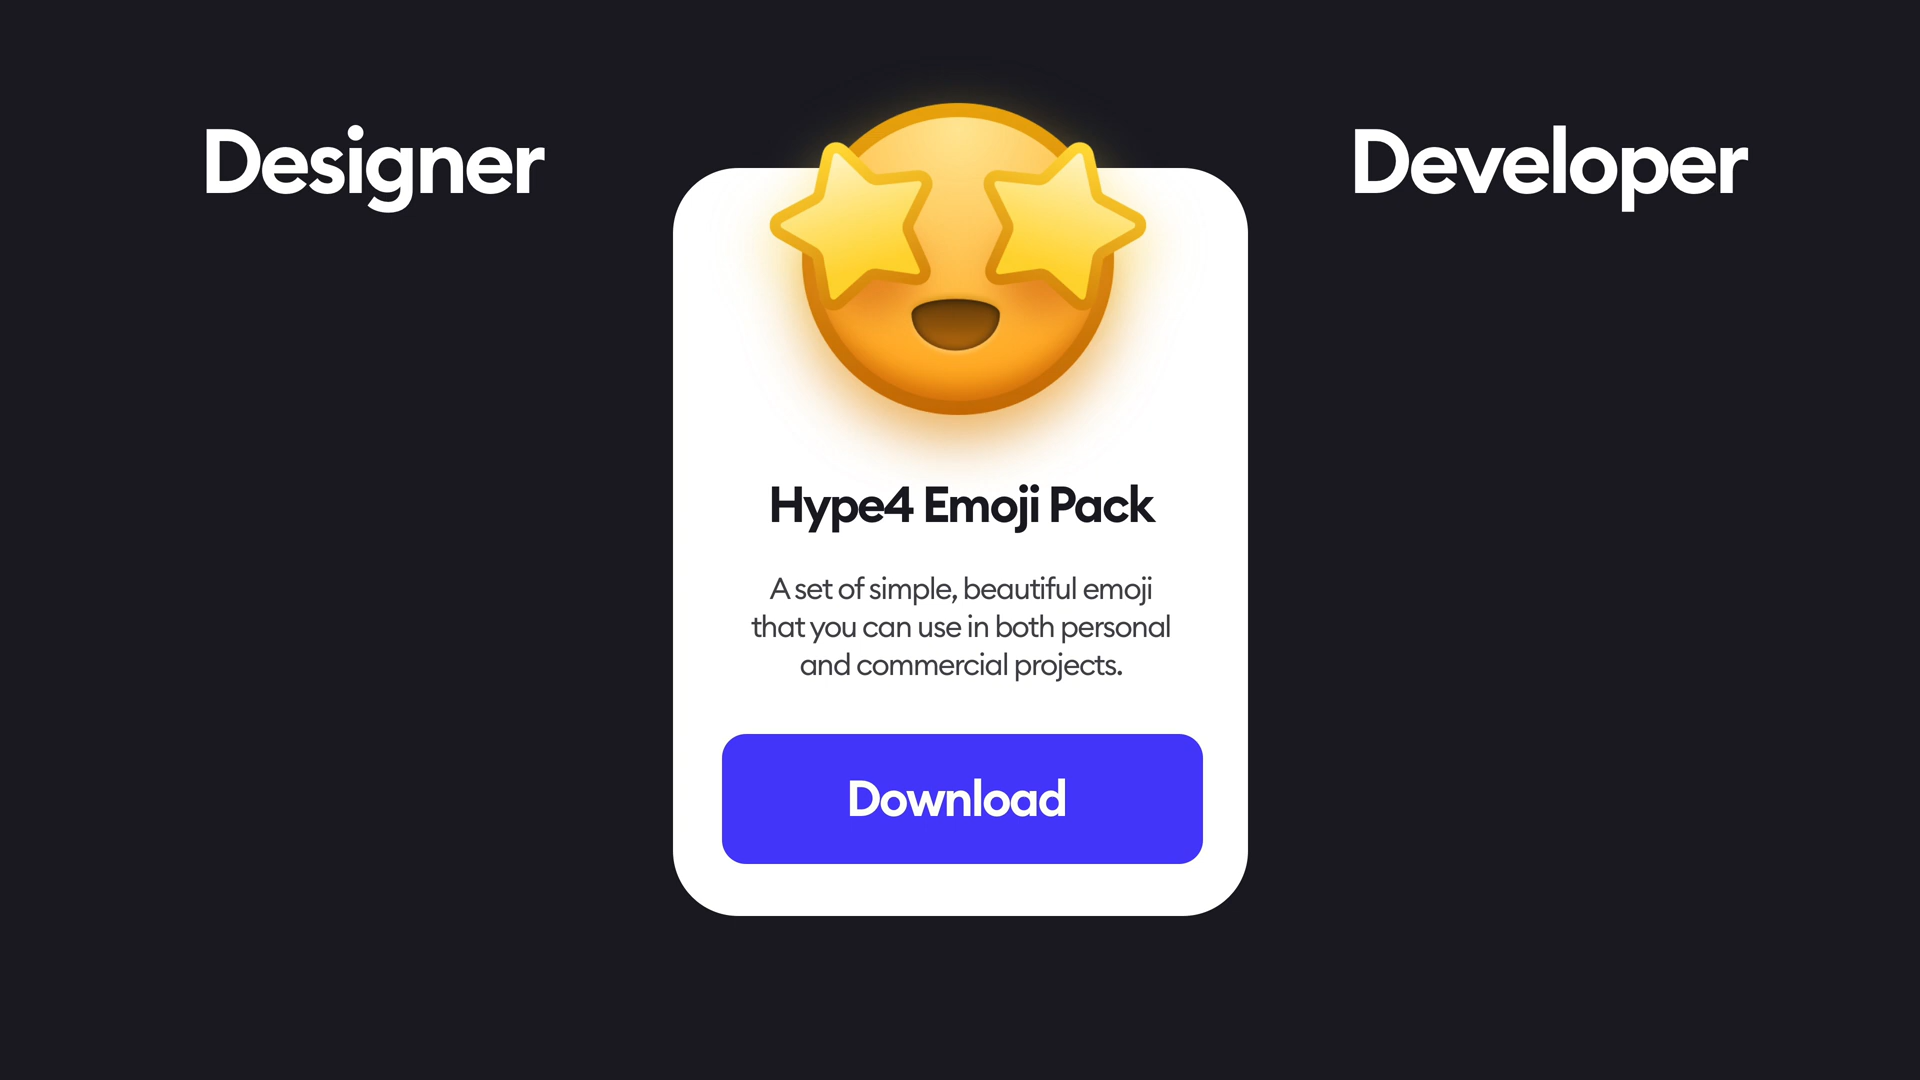 Designer
Developer
Hype4 Emoji Pack
A set of simple, beautiful emoji
that you can use in both personal
and commercial projects.
Download